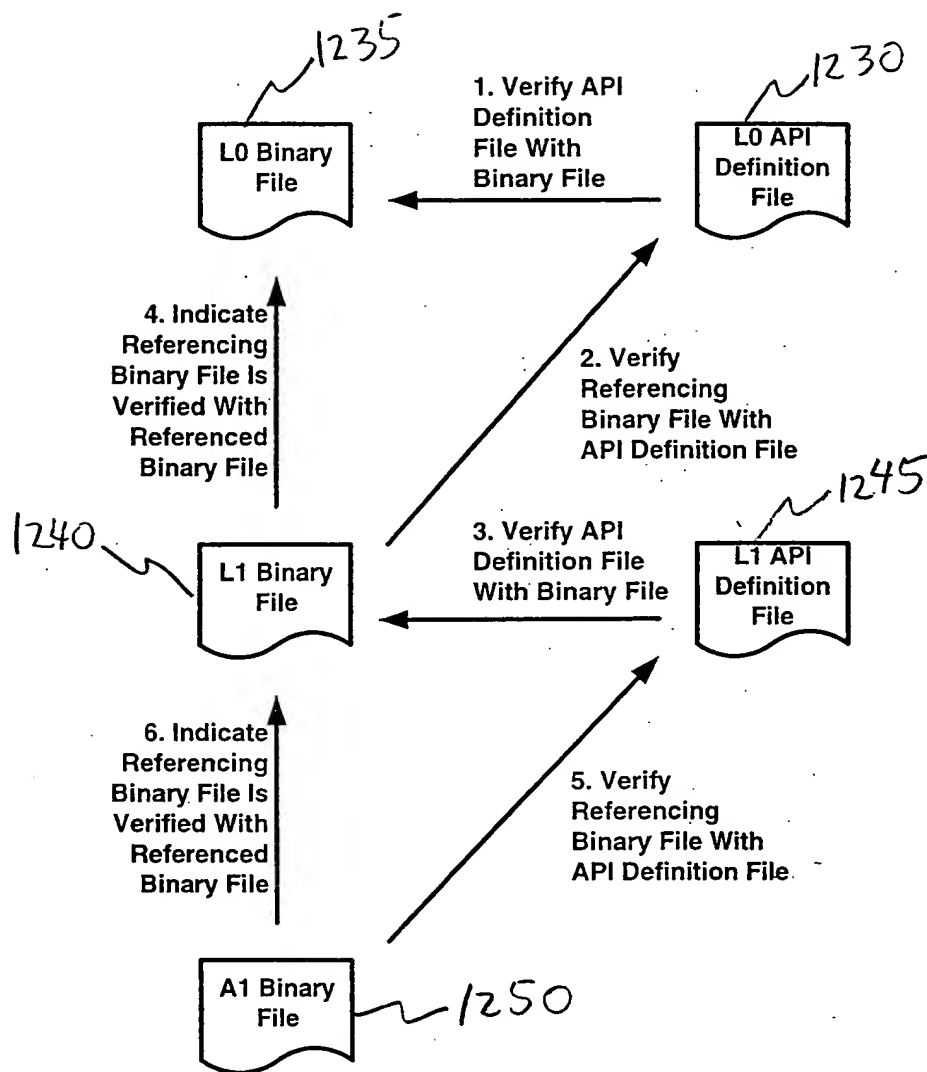 1235
1230
1. Verify API
Definition
File With
Binary File
L0 Binary
File
L0 API
Definition
File
4. Indicate
Referencing
Binary File Is
Verified With
Referenced
Binary File
2. Verify
Referencing
Binary File With
API Definition File
1245
1240
3. Verify API
Definition File
With Binary File
L1 Binary
File
L1 API
Definition
File
6. Indicate
Referencing
Binary File Is
Verified With
Referenced
Binary File
5. Verify
Referencing
Binary File With
API Definition File
A1 Binary
File
1250